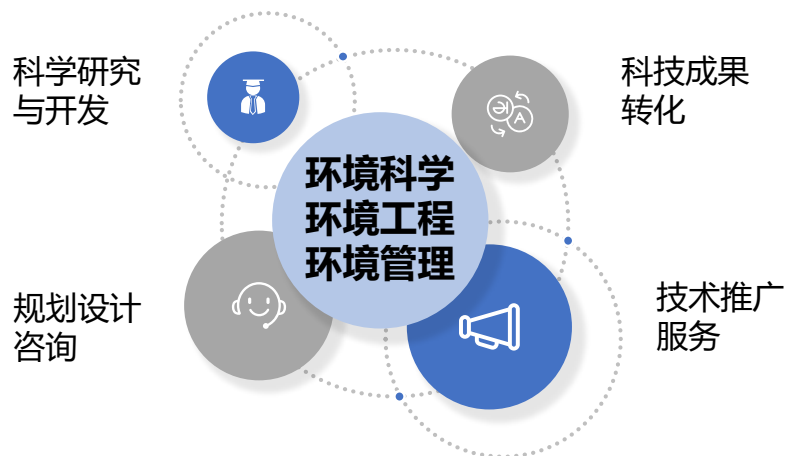 科学研究
与开发
科技成果
转化
环境科学
环境工程
环境管理
规划设计
咨询
技术推广
服务